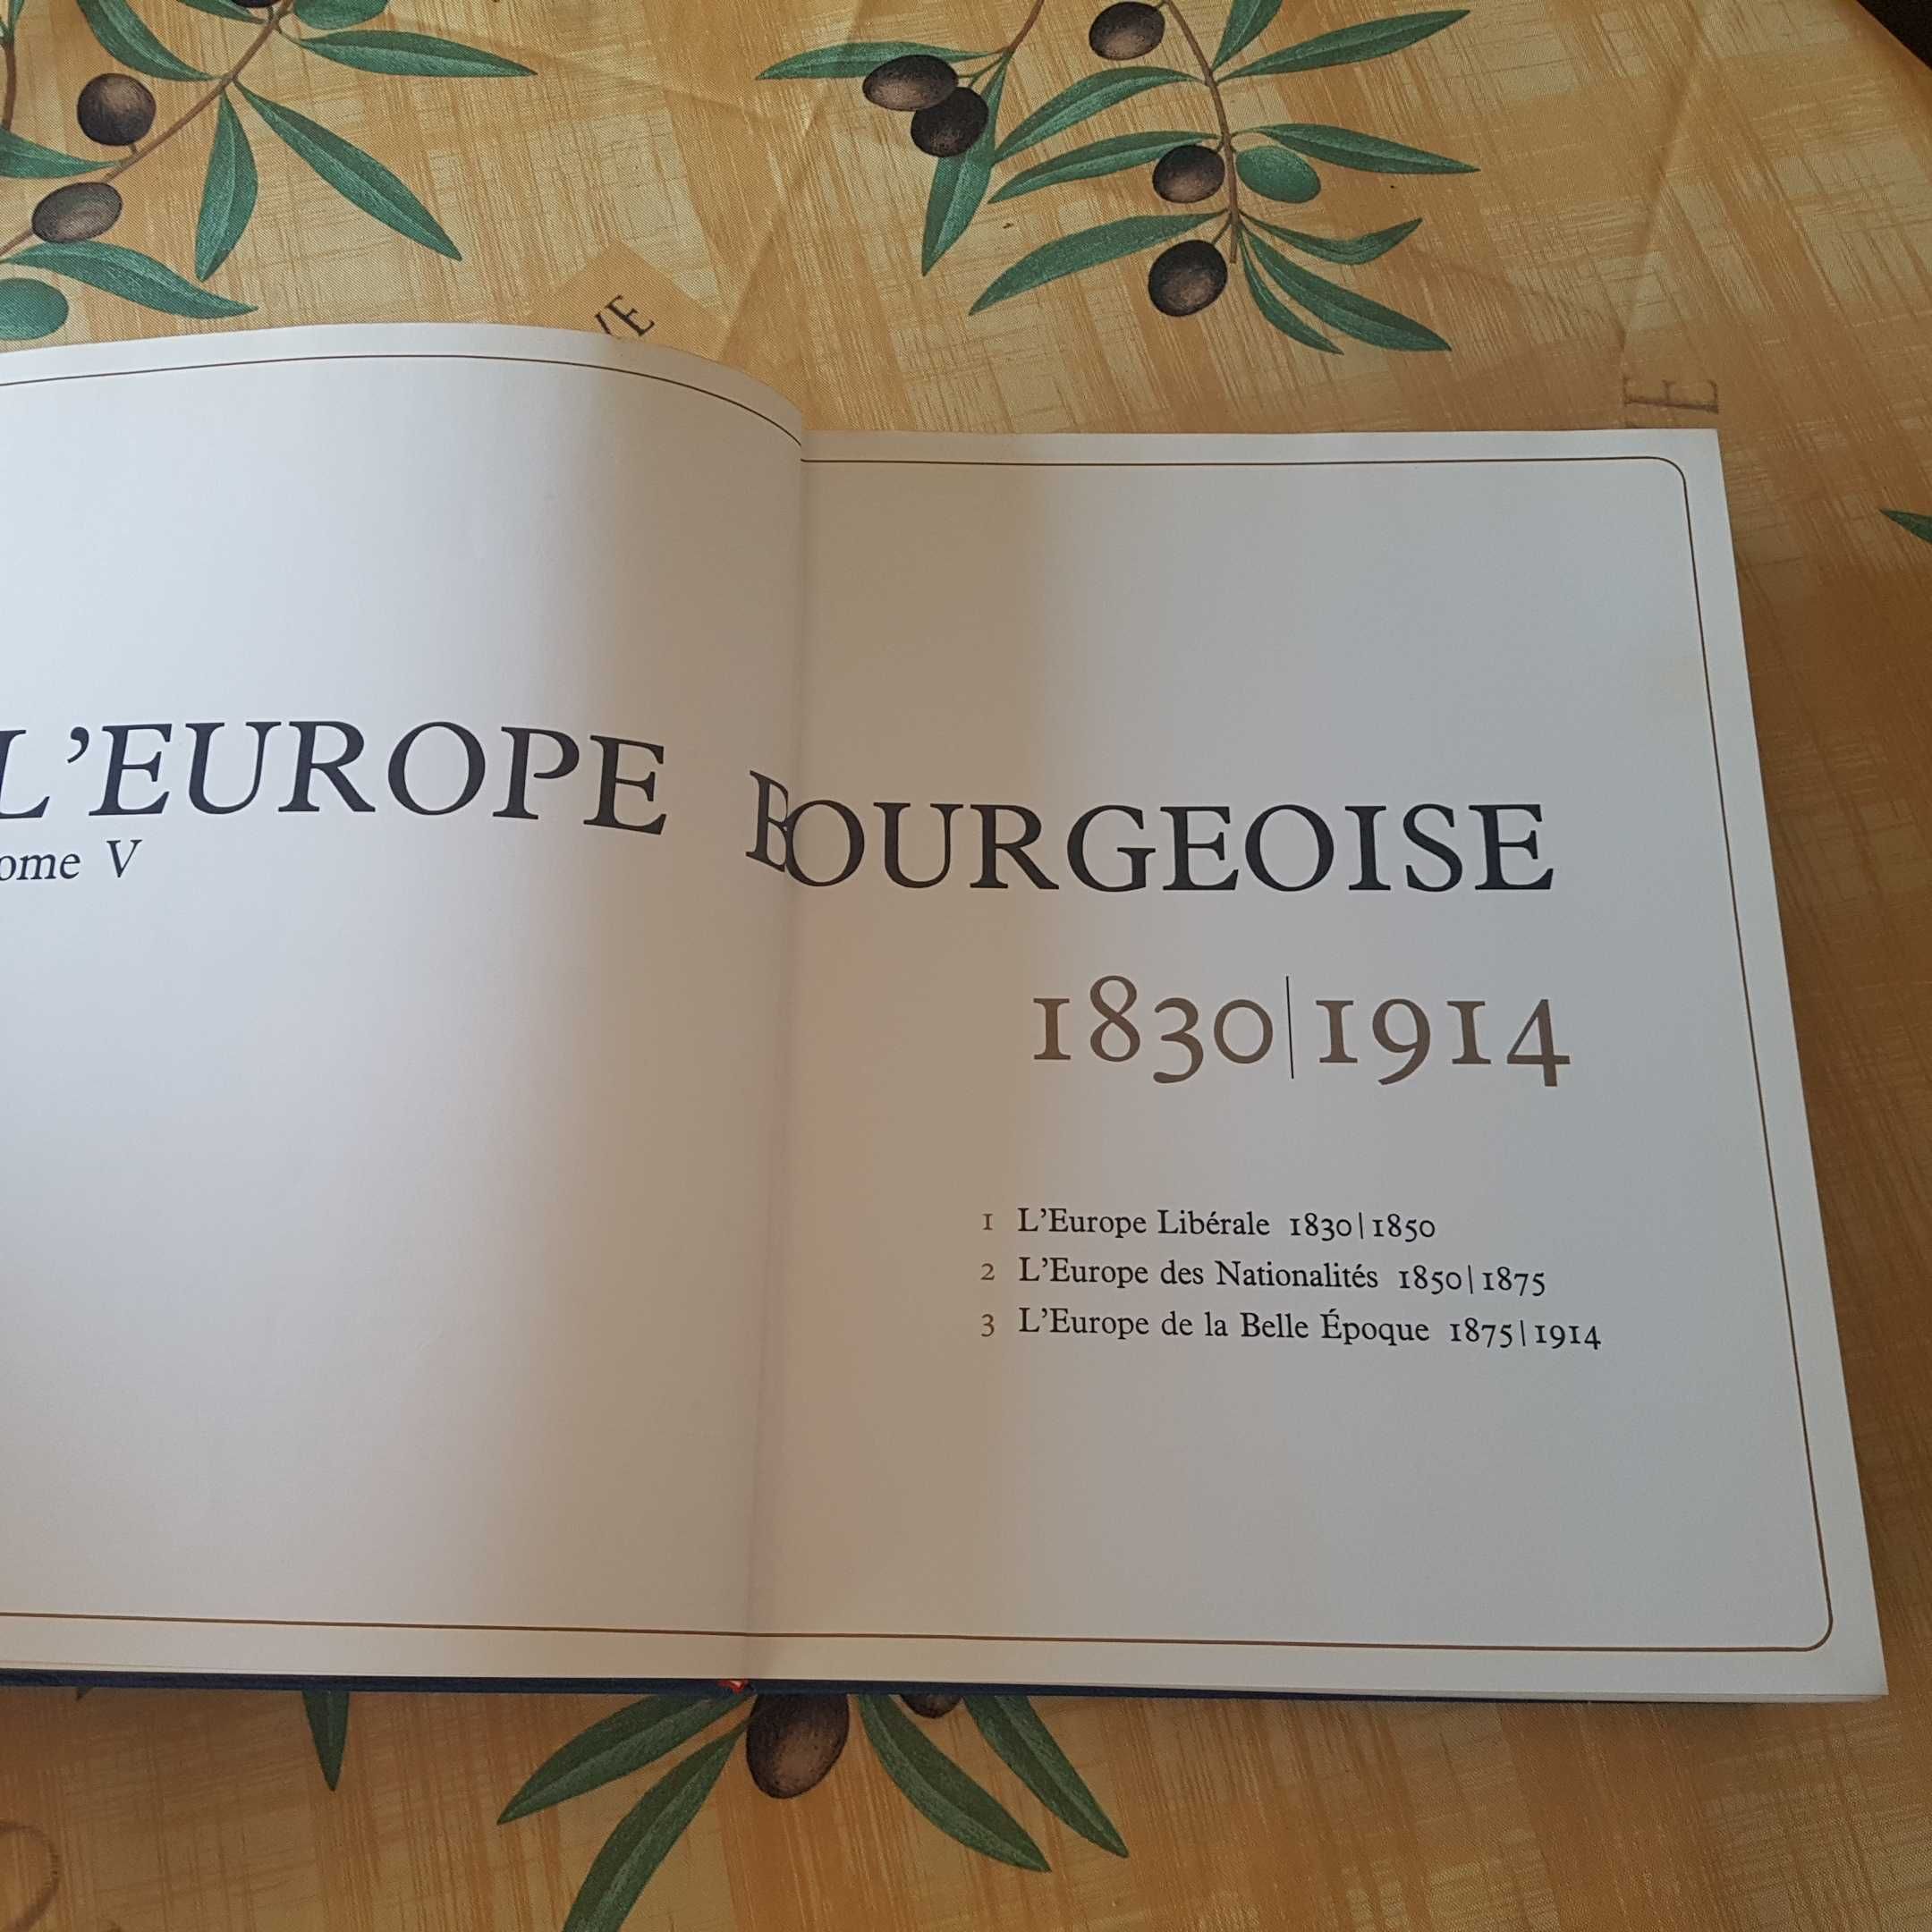 L'EUROPE BOURGEOISE
ome V
1830|1914
1 L'Europe Libérale 1830|1850
2 L'Europe des Nationalités 1850|1875
3 L'Europe de la Belle Époque 1875|1914